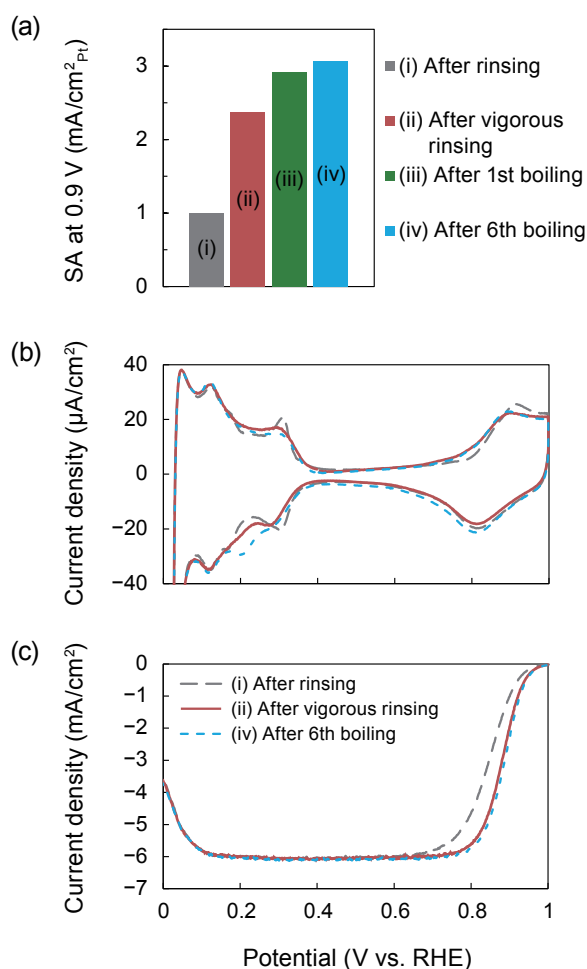 (a)
SA at 0.9 V (mA/cm²Pt)
3
2
1
0
(i)
(ii)
(iii)
(iv)
(i) After rinsing
(ii) After vigorous
rinsing
(iii) After 1st boiling
(iv) After 6th boiling
(b)
Current density (µA/cm²)
40
20
0
−20
−40
(c)
Current density (mA/cm²)
0
−1
−2
−3
−4
−5
−6
−7
(i) After rinsing
(ii) After vigorous rinsing
(iv) After 6th boiling
0 0.2 0.4 0.6 0.8 1
Potential (V vs. RHE)